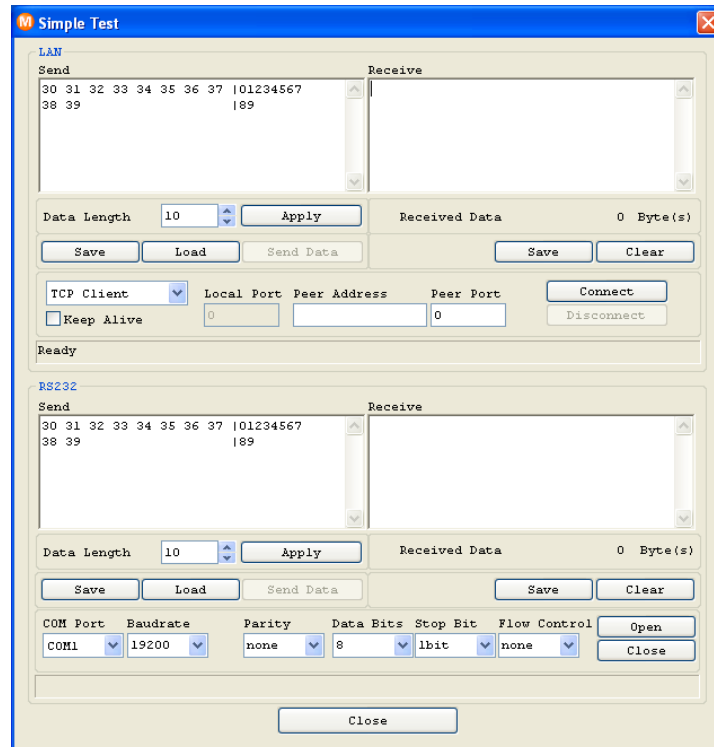 Simple Test
LAN
Send Receive
30 31 32 33 34 35 36 37 |01234567
38 39 |89
Data Length 10 Apply Received Data 0 Byte(s)
Save Load Send Data Save Clear
TCP Client Local Port Peer Address Peer Port Connect
Keep Alive 0 0 Disconnect
Ready
RS232
Send Receive
30 31 32 33 34 35 36 37 |01234567
38 39 |89
Data Length 10 Apply Received Data 0 Byte(s)
Save Load Send Data Save Clear
COM Port Baudrate Parity Data Bits Stop Bit Flow Control Open
COM1 19200 none 8 1bit none Close
Close